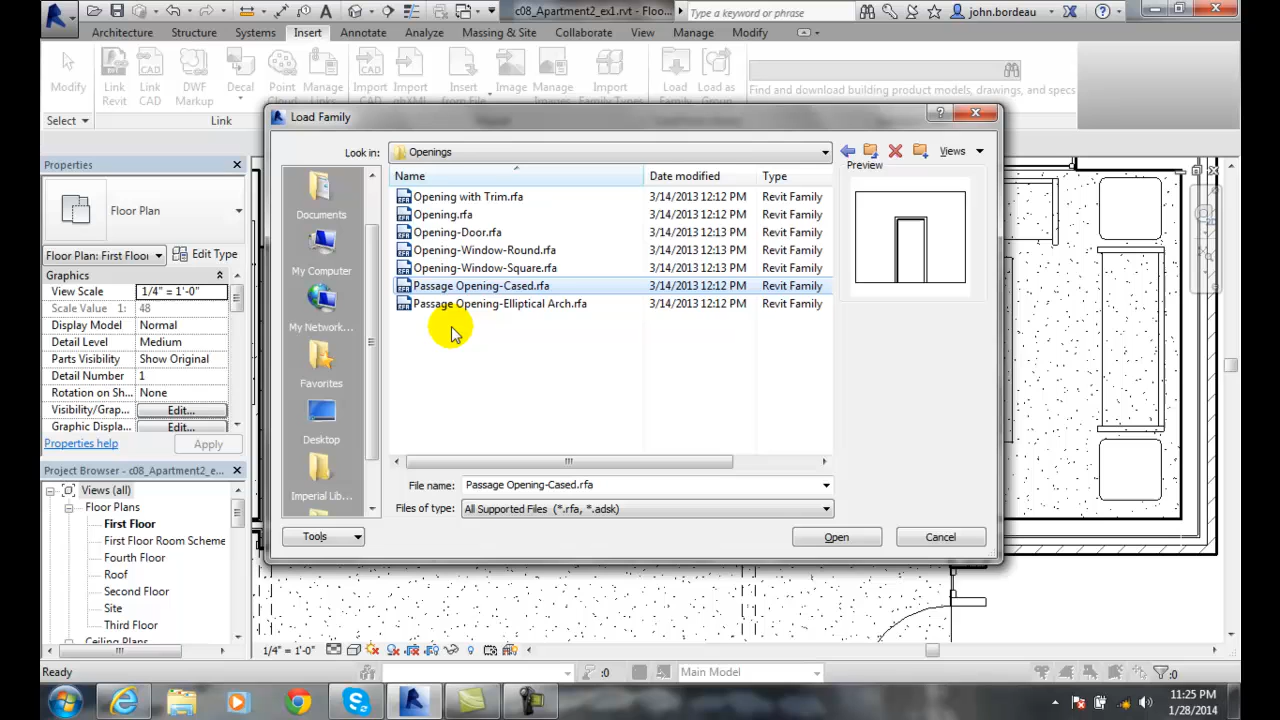 c08_Apartment2_ex1.rvt - Floo...
Type a keyword or phrase
john.bordeau
Architecture Structure Systems Insert Annotate Analyze Massing & Site Collaborate View Manage Modify
Modify
Link Revit
Link CAD
DWF Markup
Decal
Point Cloud
Manage Links
Import CAD
Import gbXML
Insert from File
Image
Manage Images
Import Family Types
Load Family
Load as Group
Find and download building product models, drawings, and specs
Select
Link
Load Family
Look in:
Openings
Views
Preview
Name Date modified Type
Opening with Trim.rfa 3/14/2013 12:12 PM Revit Family
Opening.rfa 3/14/2013 12:12 PM Revit Family
Opening-Door.rfa 3/14/2013 12:13 PM Revit Family
Opening-Window-Round.rfa 3/14/2013 12:13 PM Revit Family
Opening-Window-Square.rfa 3/14/2013 12:13 PM Revit Family
Passage Opening-Cased.rfa 3/14/2013 12:12 PM Revit Family
Passage Opening-Elliptical Arch.rfa 3/14/2013 12:12 PM Revit Family
Documents
My Computer
My Network...
Favorites
Desktop
Imperial Lib...
File name: Passage Opening-Cased.rfa
Files of type: All Supported Files (*.rfa, *.adsk)
Tools
Open
Cancel
Properties
Floor Plan
Floor Plan: First Floor
Edit Type
Graphics
View Scale 1/4" = 1'-0"
Scale Value 1: 48
Display Model Normal
Detail Level Medium
Parts Visibility Show Original
Detail Number 1
Rotation on Sh... None
Visibility/Grap... Edit...
Graphic Displa... Edit...
Properties help
Apply
Project Browser - c08_Apartment2_e...
Views (all)
Floor Plans
First Floor
First Floor Room Scheme
Fourth Floor
Roof
Second Floor
Site
Third Floor
Ceiling Plans
1/4" = 1'-0"
Ready
:0
Main Model
:0
11:25 PM
1/28/2014